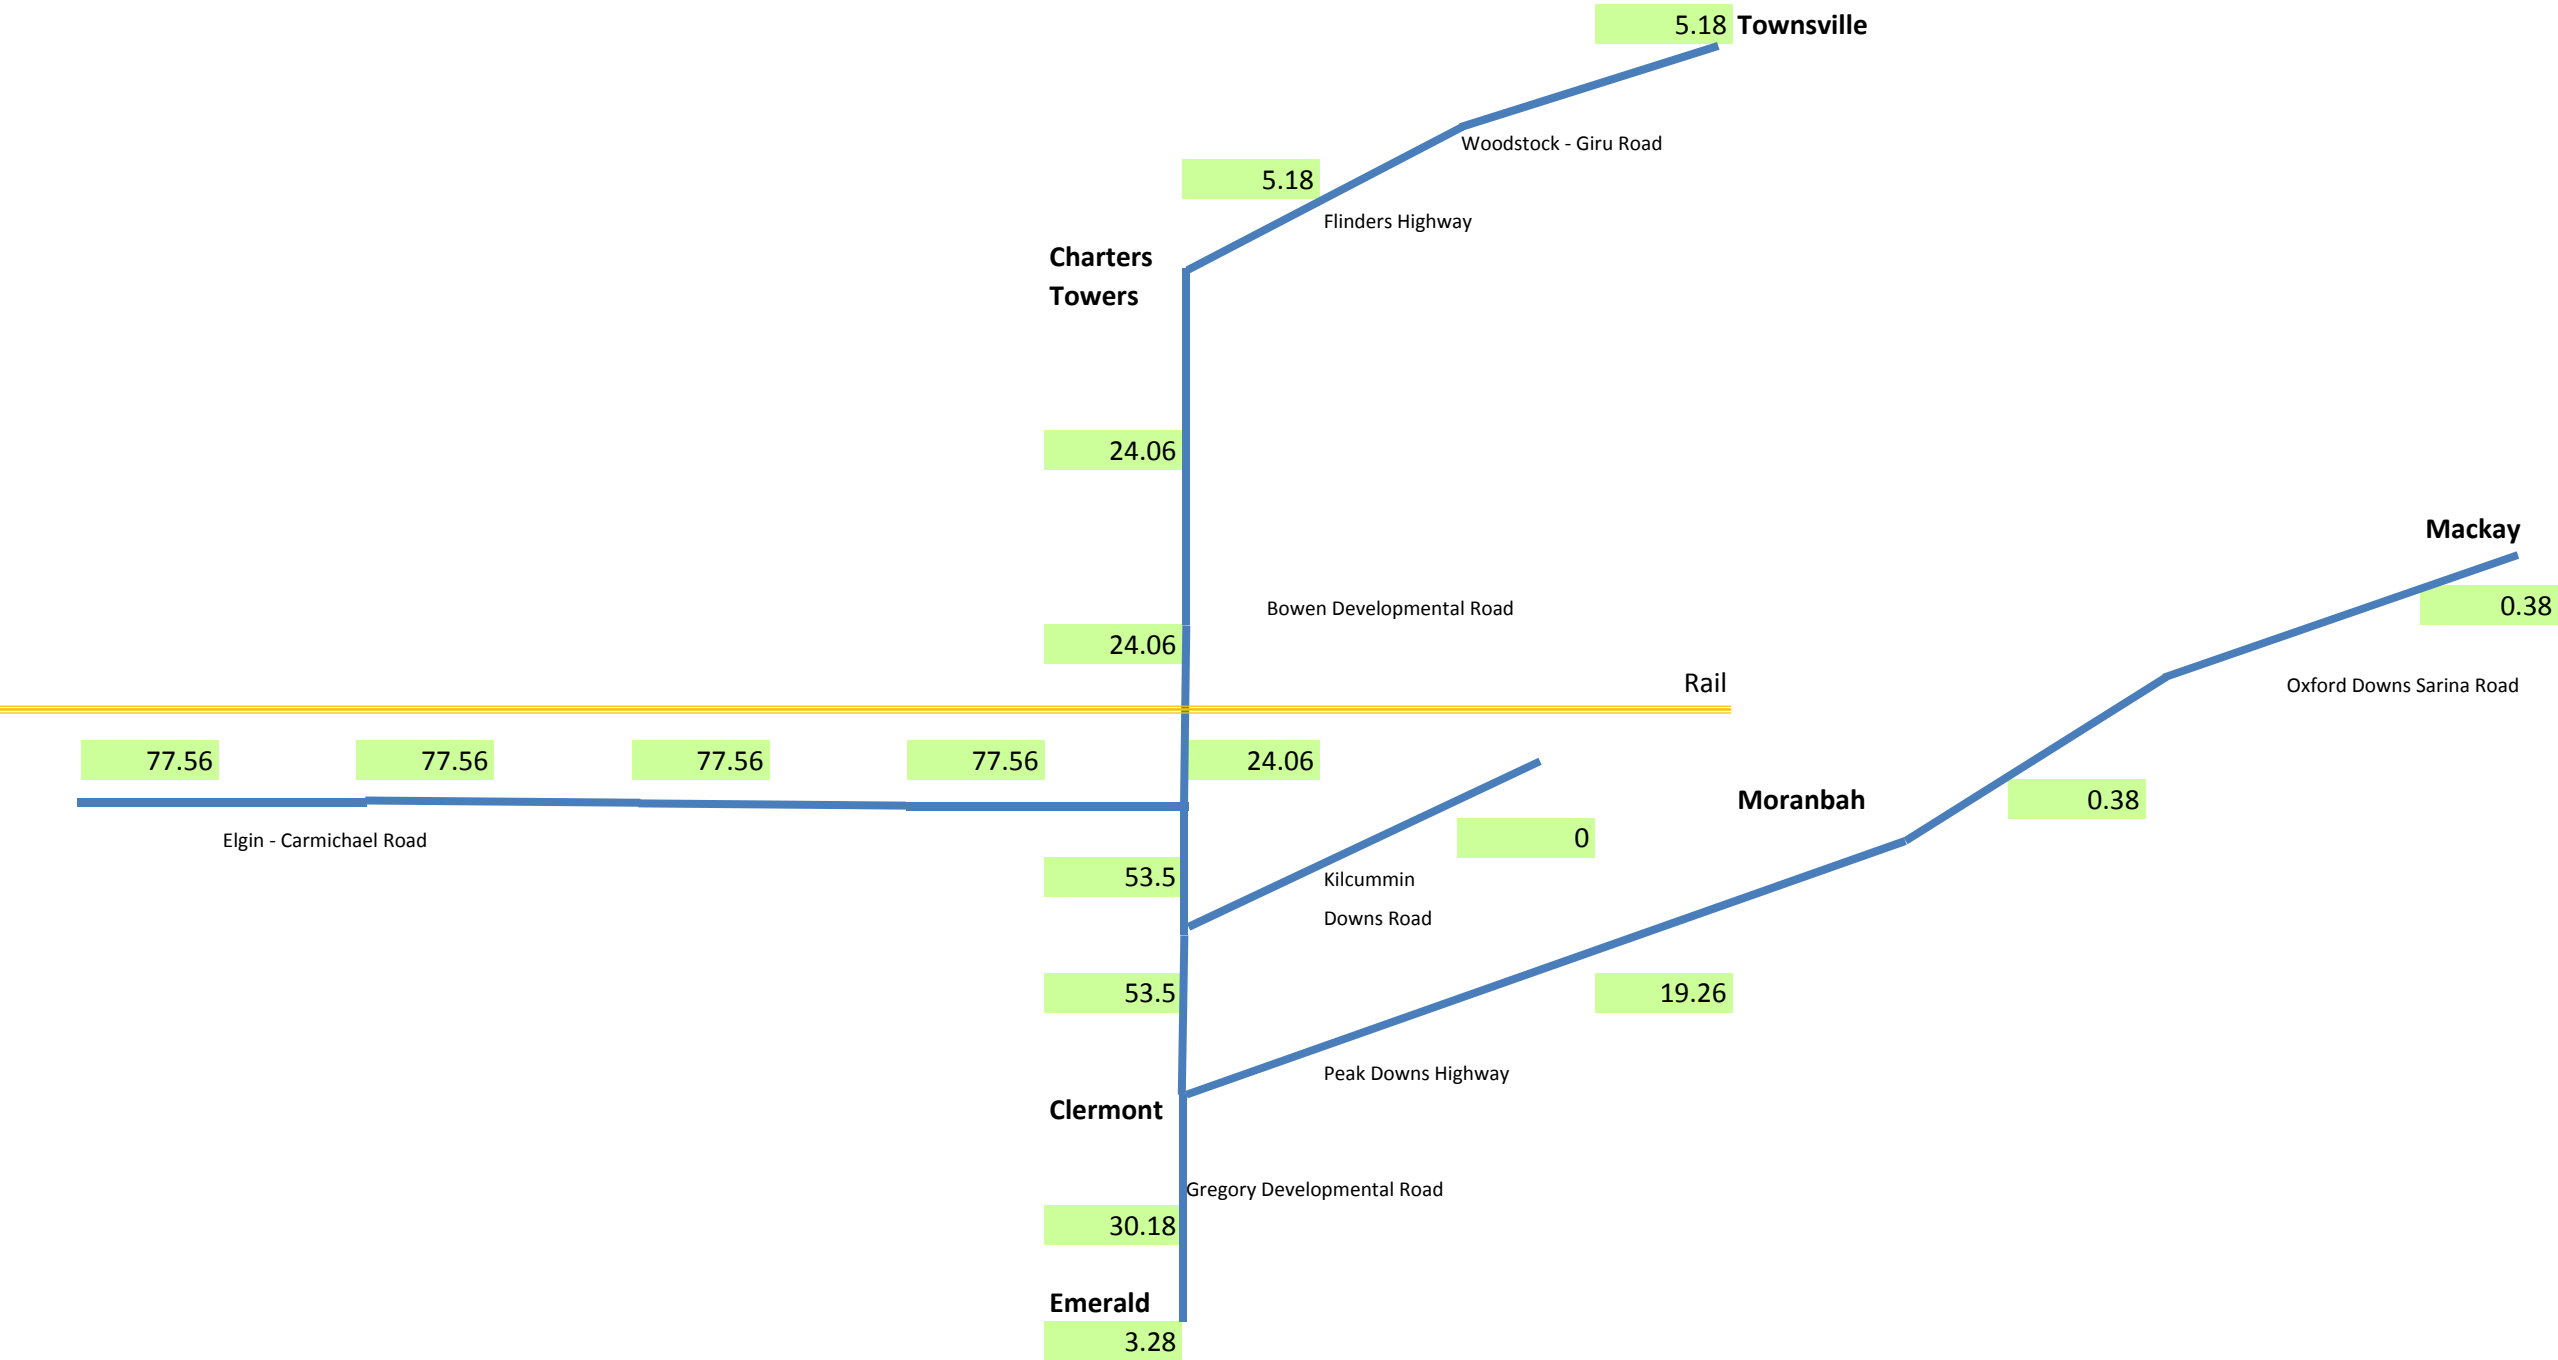 5.18 Townsville
Woodstock - Giru Road
5.18
Flinders Highway
Charters
Towers
24.06
Mackay
Bowen Developmental Road
0.38
24.06
Rail
Oxford Downs Sarina Road
77.56 77.56 77.56 77.56 24.06
Moranbah
0.38
Elgin - Carmichael Road
0
53.5
Kilcummin
Downs Road
53.5
19.26
Peak Downs Highway
Clermont
Gregory Developmental Road
30.18
Emerald
3.28